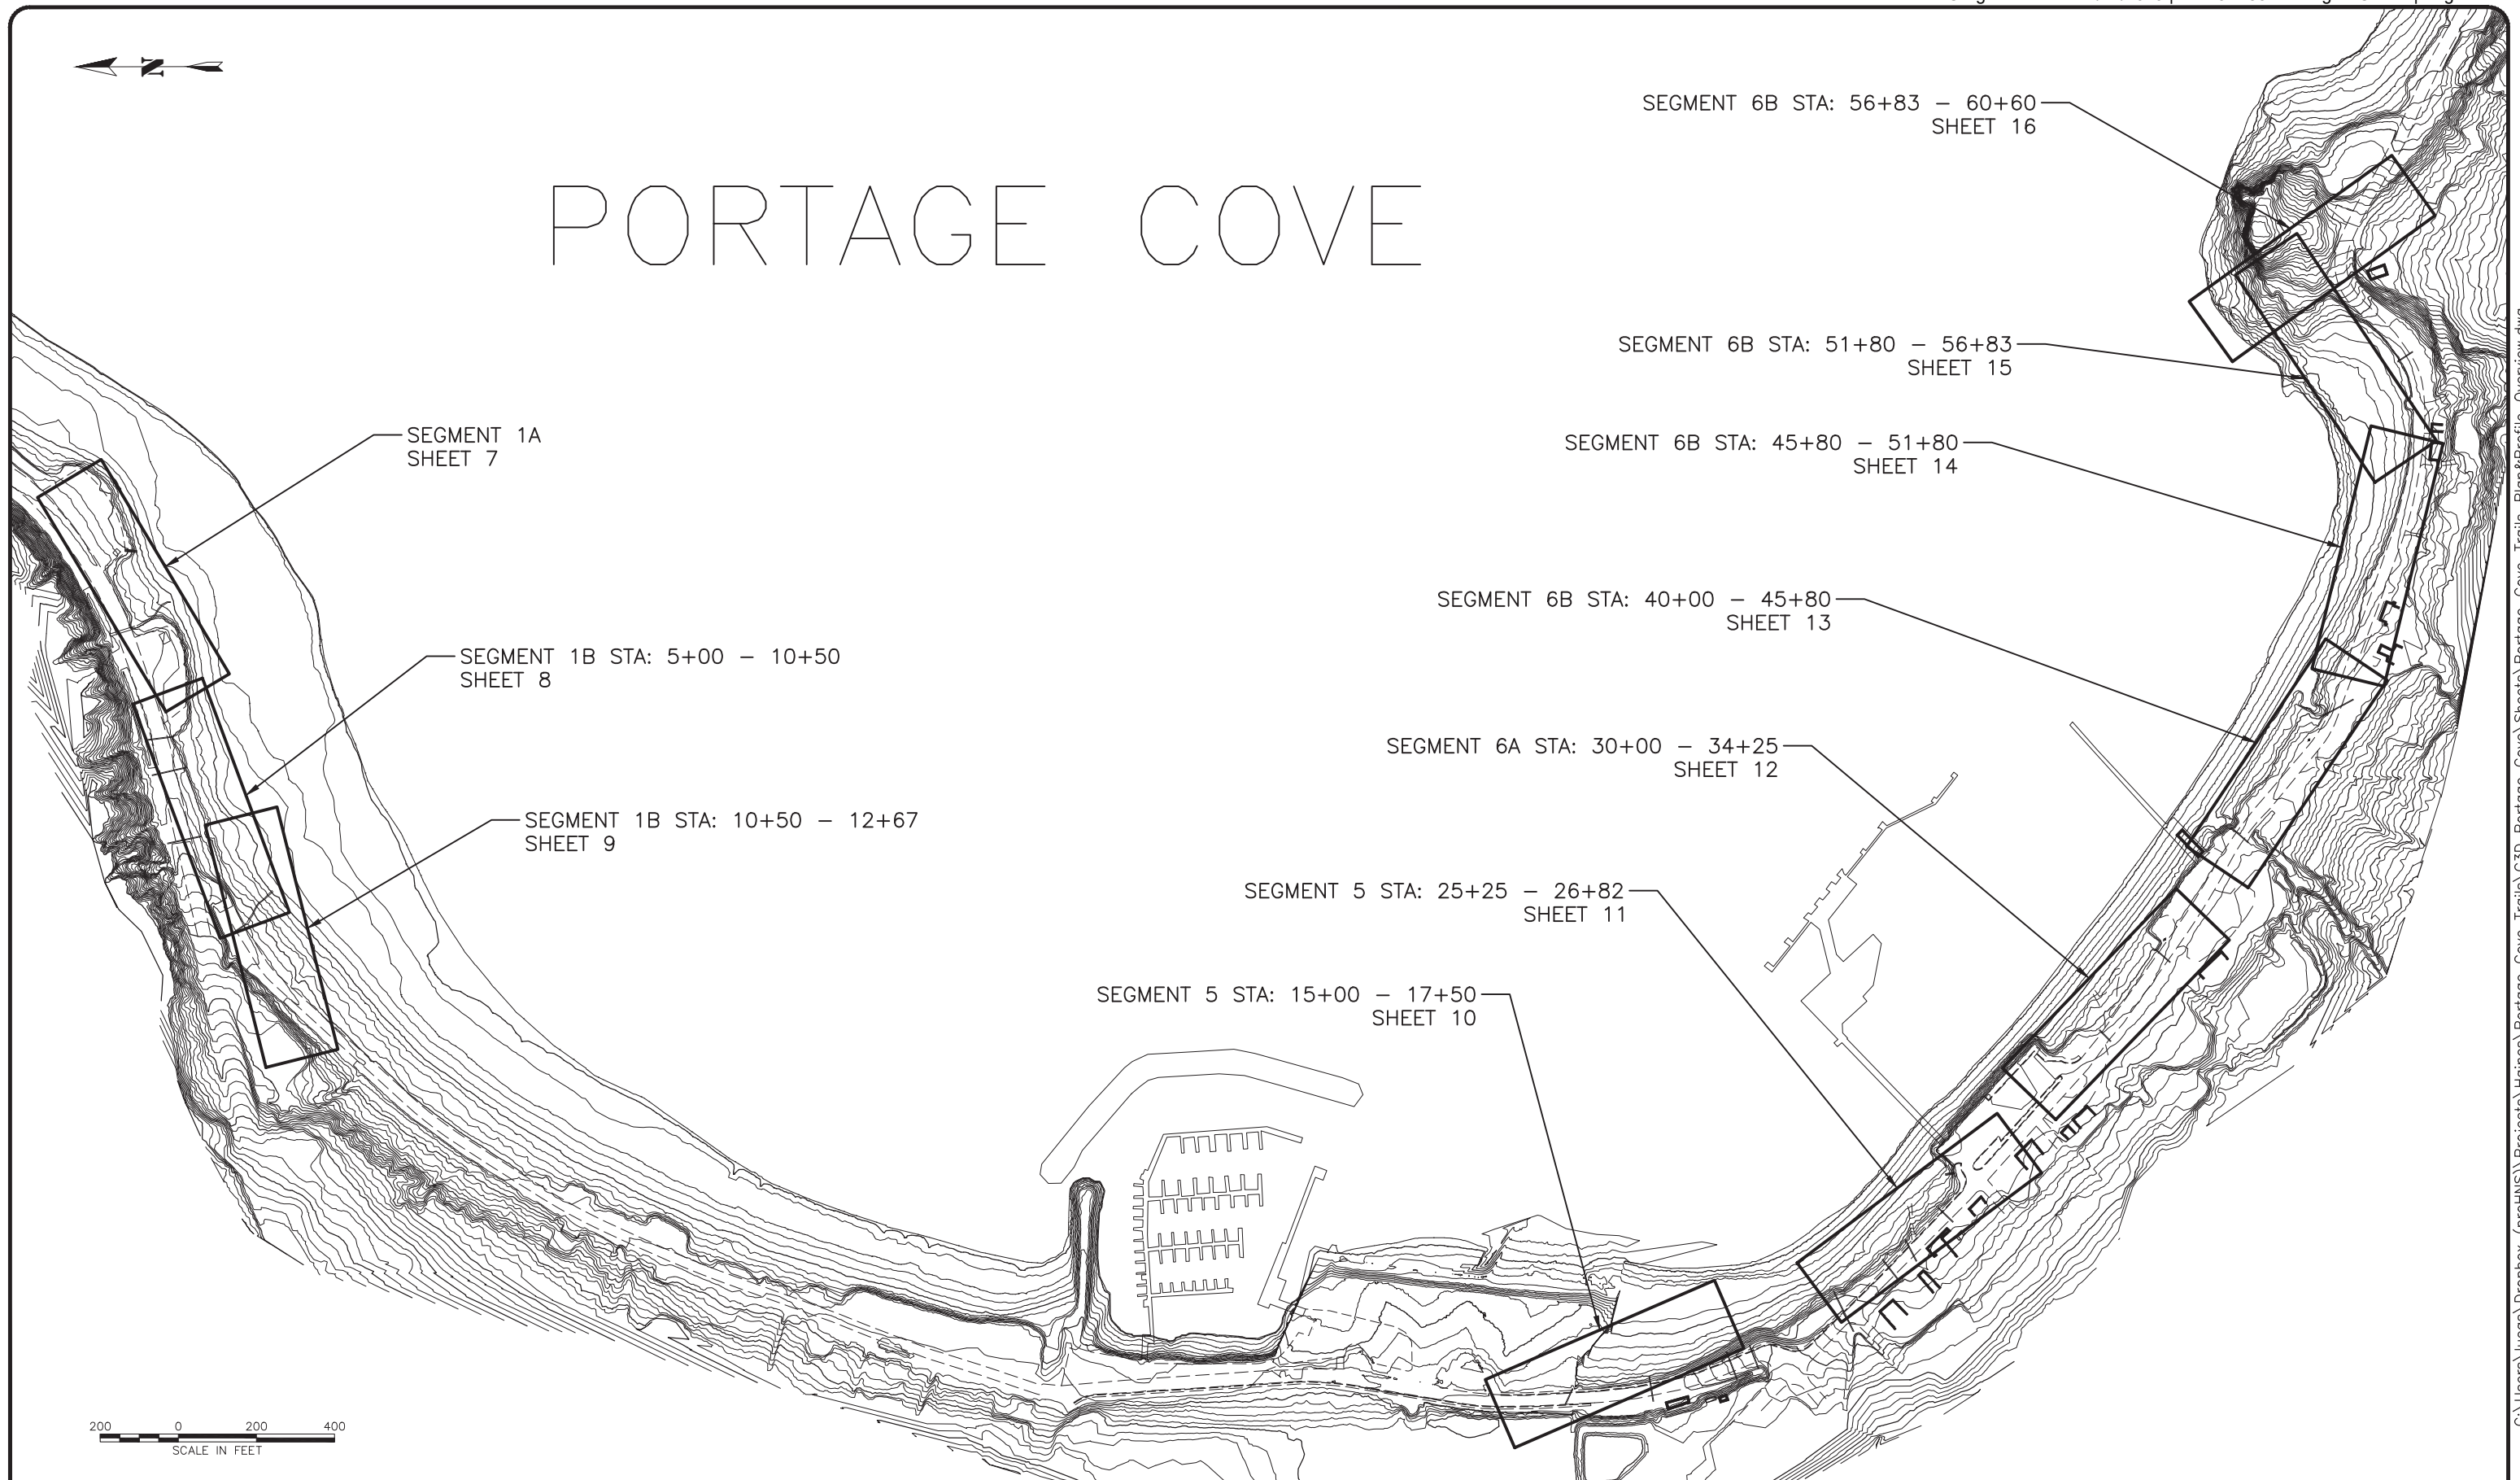 N
PORTAGE COVE
SEGMENT 6B STA: 56+83 - 60+60
SHEET 16
SEGMENT 6B STA: 51+80 - 56+83
SHEET 15
SEGMENT 1A
SHEET 7
SEGMENT 6B STA: 45+80 - 51+80
SHEET 14
SEGMENT 6B STA: 40+00 - 45+80
SHEET 13
SEGMENT 1B STA: 5+00 - 10+50
SHEET 8
SEGMENT 6A STA: 30+00 - 34+25
SHEET 12
SEGMENT 1B STA: 10+50 - 12+67
SHEET 9
SEGMENT 5 STA: 25+25 - 26+82
SHEET 11
SEGMENT 5 STA: 15+00 - 17+50
SHEET 10
200 0 200 400
SCALE IN FEET